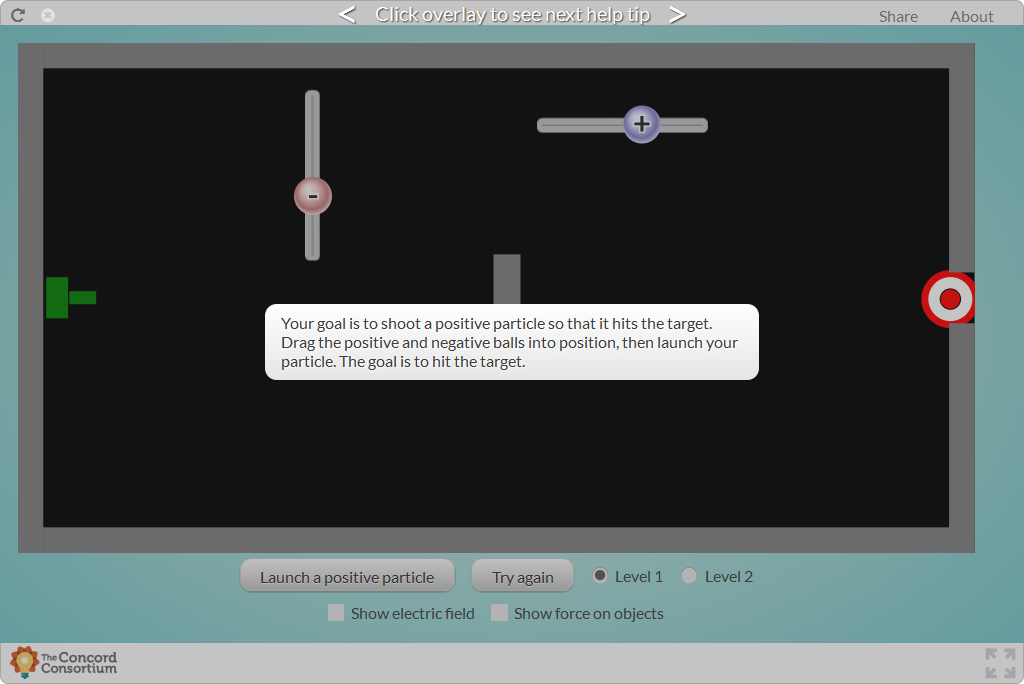 < Click overlay to see next help tip >
Share About
+
-
Your goal is to shoot a positive particle so that it hits the target.
Drag the positive and negative balls into position, then launch your
particle. The goal is to hit the target.
Launch a positive particle Try again Level 1 Level 2
Show electric field Show force on objects
The Concord
Consortium